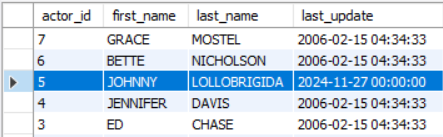 actor_id first_name last_name last_update
7 GRACE MOSTEL 2006-02-15 04:34:33
6 BETTE NICHOLSON 2006-02-15 04:34:33
5 JOHNNY LOLLOBRIGIDA 2024-11-27 00:00:00
4 JENNIFER DAVIS 2006-02-15 04:34:33
3 ED CHASE 2006-02-15 04:34:33